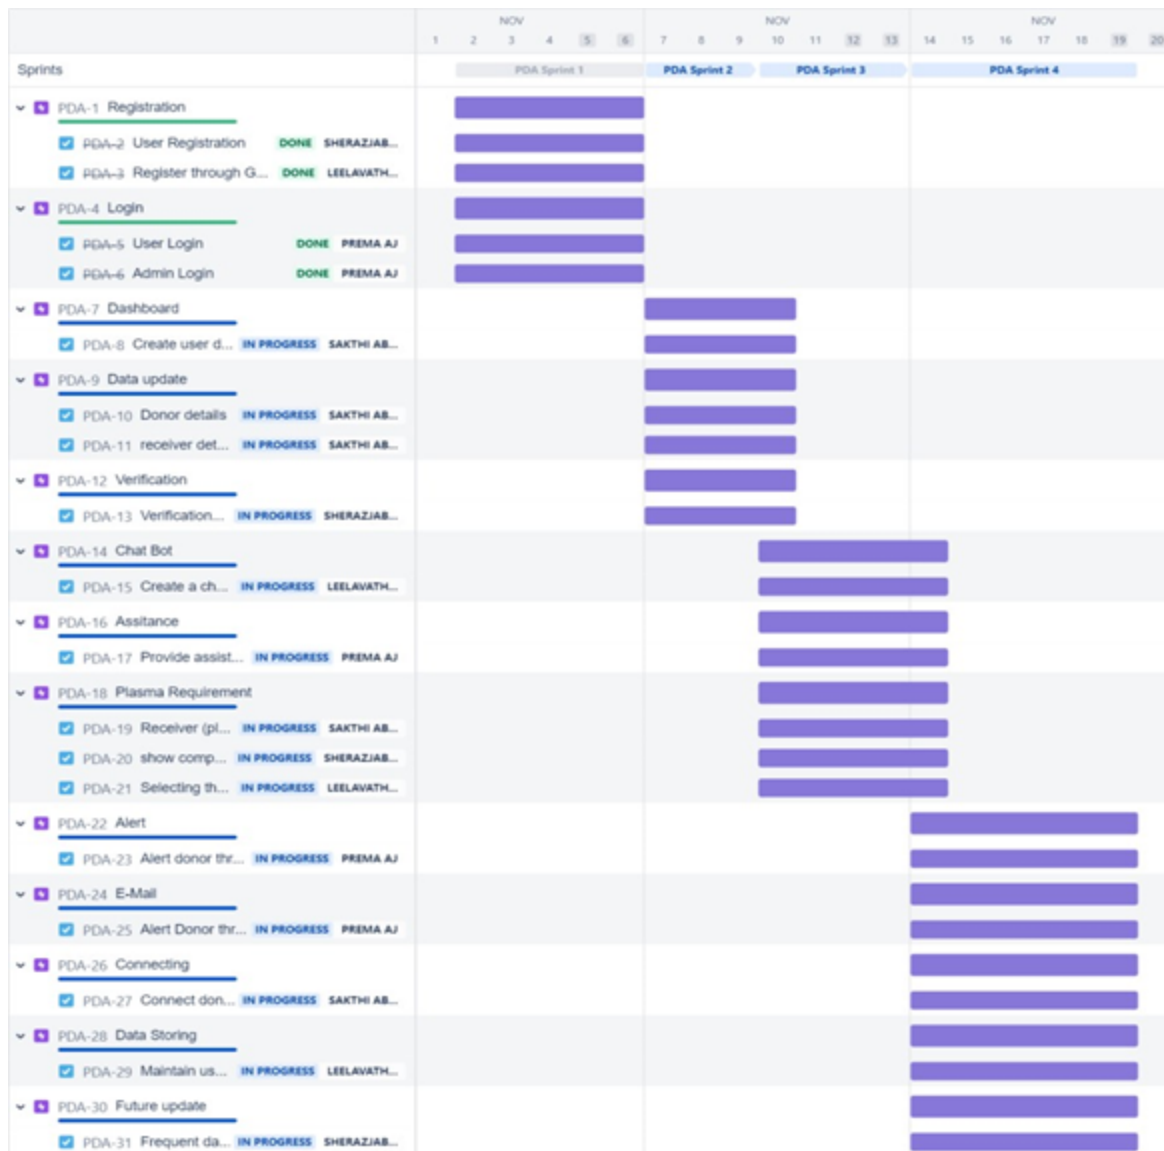 NOV NOV NOV
1 2 3 4 5 6 7 8 9 10 11 12 13 14 15 16 17 18 19 20
Sprints PDA Sprint 1 PDA Sprint 2 PDA Sprint 3 PDA Sprint 4
PDA-1 Registration
PDA-2 User Registration DONE SHERAZJAB...
PDA-3 Register through G... DONE LEELAVATH...
PDA-4 Login
PDA-5 User Login DONE PREMA AJ
PDA-6 Admin Login DONE PREMA AJ
PDA-7 Dashboard
PDA-8 Create user d... IN PROGRESS SAKTHI AB...
PDA-9 Data update
PDA-10 Donor details IN PROGRESS SAKTHI AB...
PDA-11 receiver det... IN PROGRESS SAKTHI AB...
PDA-12 Verification
PDA-13 Verification... IN PROGRESS SHERAZJAB...
PDA-14 Chat Bot
PDA-15 Create a ch... IN PROGRESS LEELAVATH...
PDA-16 Assitance
PDA-17 Provide assist... IN PROGRESS PREMA AJ
PDA-18 Plasma Requirement
PDA-19 Receiver (pl... IN PROGRESS SAKTHI AB...
PDA-20 show comp... IN PROGRESS SHERAZJAB...
PDA-21 Selecting th... IN PROGRESS LEELAVATH...
PDA-22 Alert
PDA-23 Alert donor thr... IN PROGRESS PREMA AJ
PDA-24 E-Mail
PDA-25 Alert Donor thr... IN PROGRESS PREMA AJ
PDA-26 Connecting
PDA-27 Connect don... IN PROGRESS SAKTHI AB...
PDA-28 Data Storing
PDA-29 Maintain us... IN PROGRESS LEELAVATH...
PDA-30 Future update
PDA-31 Frequent da... IN PROGRESS SHERAZJAB...